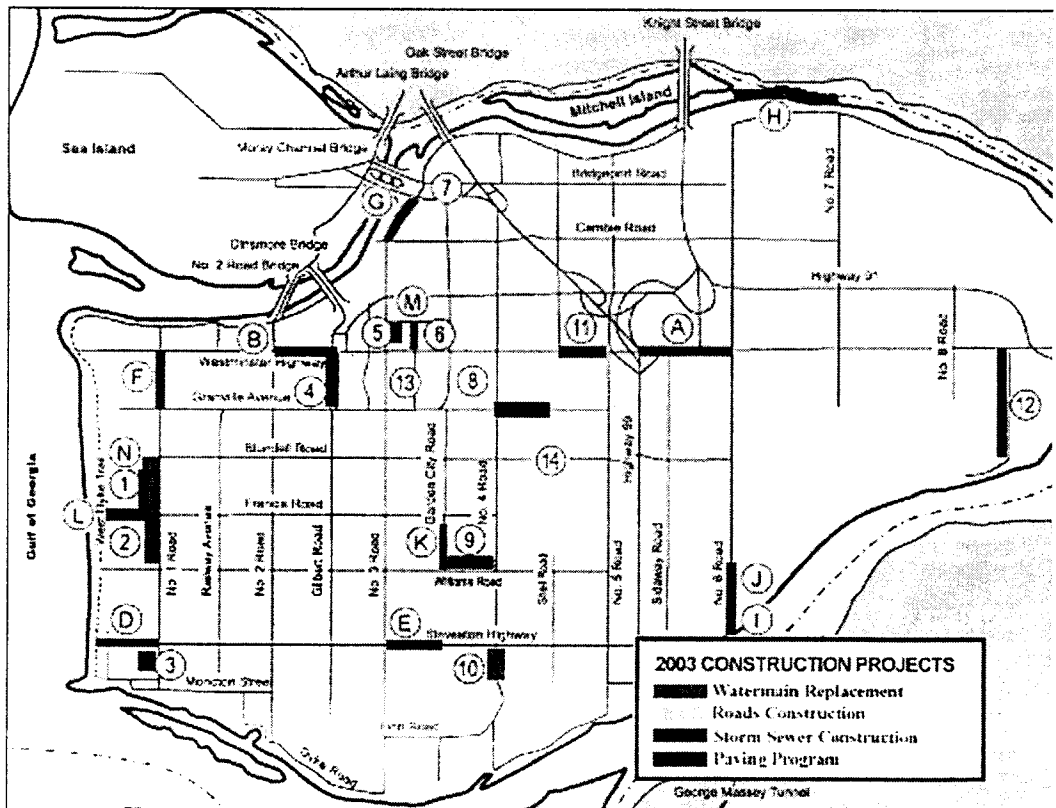 Knight Street Bridge
Oak Street Bridge
Arthur Laing Bridge
Mitchell Island
H
Sea Island
Moray Channel Bridge
Bridgeport Road
No. 7 Road
7
G
Cambie Road
Dinsmore Bridge
No. 2 Road Bridge
Highway 91
M
B
5
6
11
A
No. 8 Road
Westminster Highway
F
4
13
8
Granville Avenue
12
Gulf of Georgia
West Dyke Trail
N
Blundell Road
Garden City Road
No. 4 Road
14
Highway 99
1
L
Francis Road
2
No. 1 Road
Railway Avenue
No. 2 Road
Gilbert Road
No. 3 Road
K
9
Williams Road
Shell Road
No. 5 Road
Sidaway Road
No. 6 Road
J
I
D
E
Steveston Highway
3
10
Moncton Street
Finn Road
Dyke Road
2003 CONSTRUCTION PROJECTS
Watermain Replacement
Roads Construction
Storm Sewer Construction
Paving Program
George Massey Tunnel